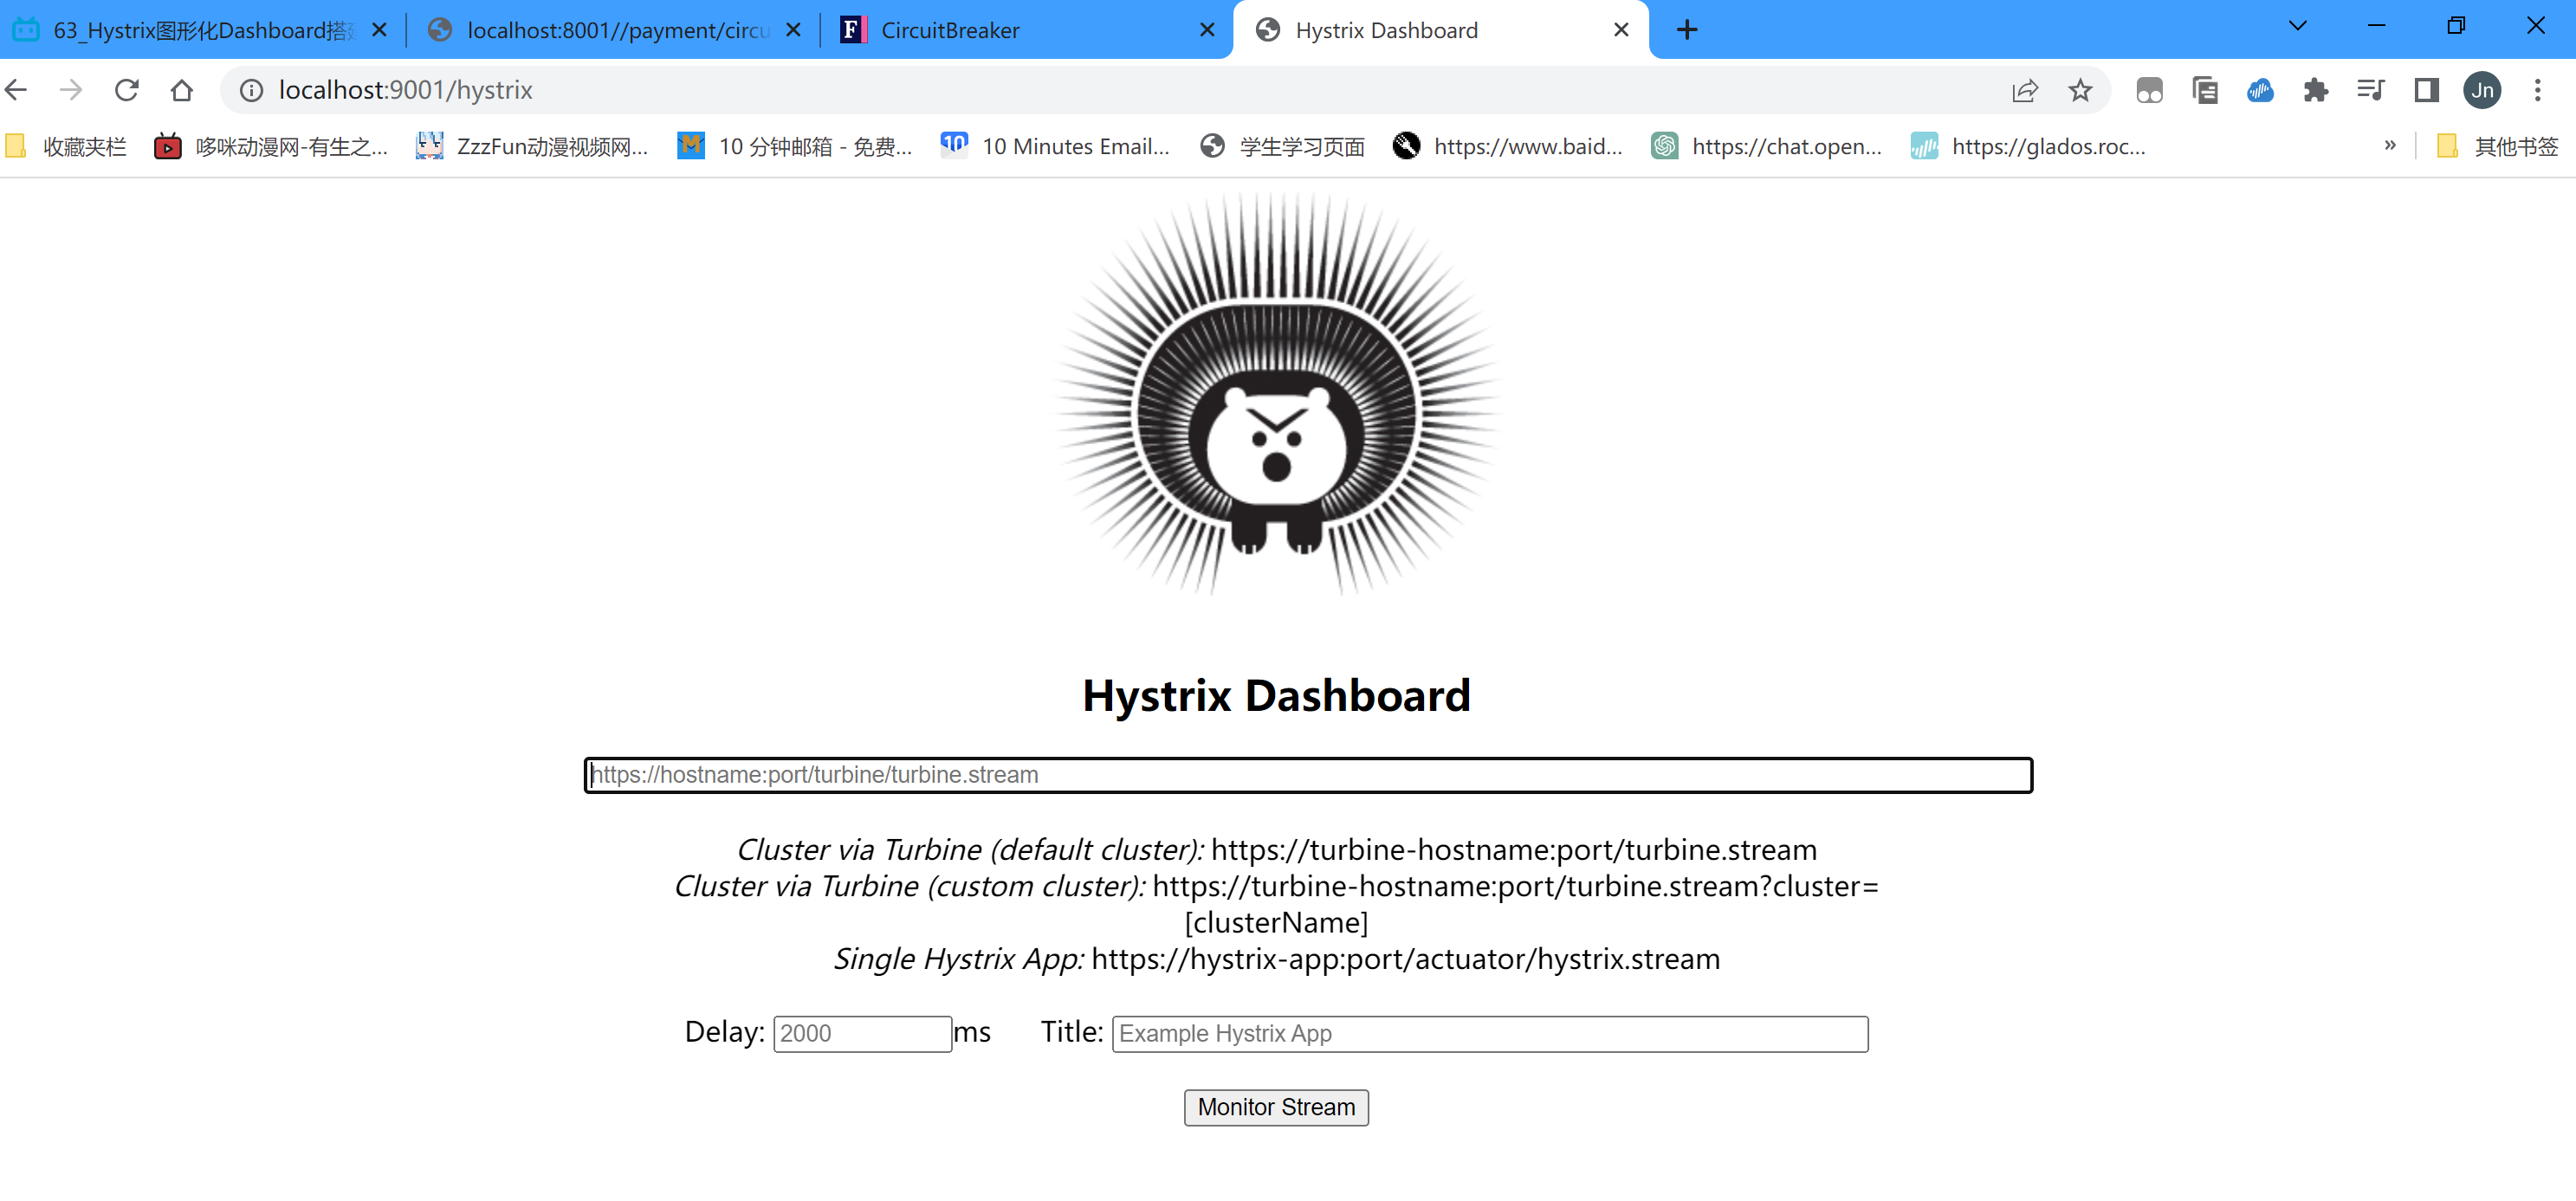 63_Hystrix图形化Dashboard搭
localhost:8001//payment/circu
CircuitBreaker
Hystrix Dashboard
localhost:9001/hystrix
Jn
收藏夹栏
哆咪动漫网-有生之...
ZzzFun动漫视频网...
10 分钟邮箱 - 免费...
10 Minutes Email...
学生学习页面
https://www.baid...
https://chat.open...
https://glados.roc...
»
其他书签
Hystrix Dashboard
https://hostname:port/turbine/turbine.stream
Cluster via Turbine (default cluster): https://turbine-hostname:port/turbine.stream
Cluster via Turbine (custom cluster): https://turbine-hostname:port/turbine.stream?cluster=
[clusterName]
Single Hystrix App: https://hystrix-app:port/actuator/hystrix.stream
Delay: 2000 ms Title: Example Hystrix App
Monitor Stream